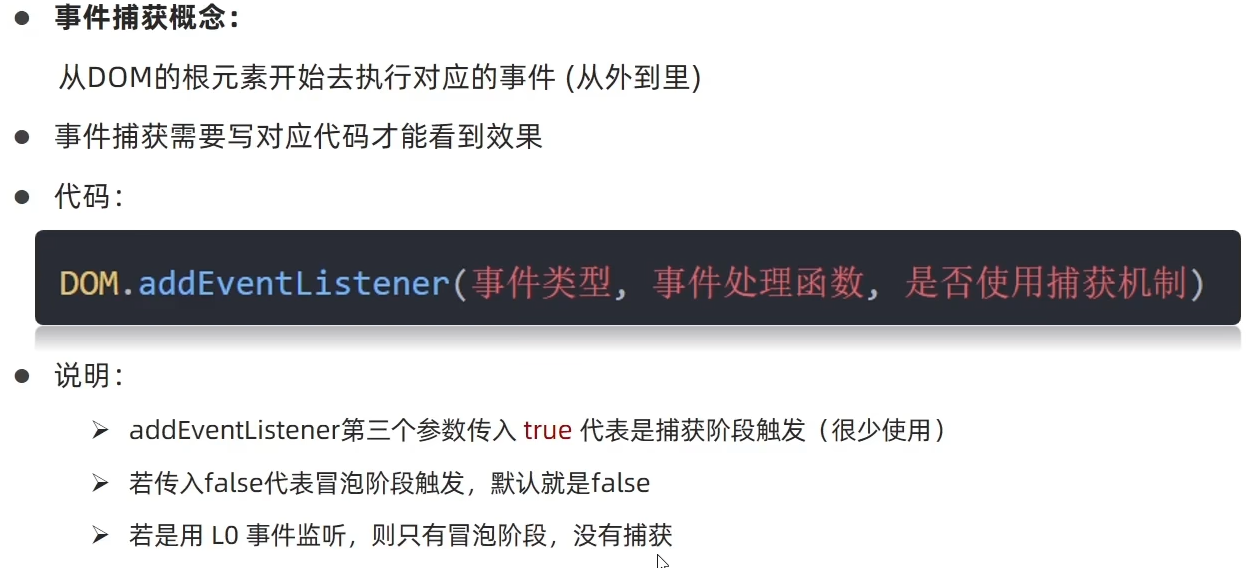 事件捕获概念：
从DOM的根元素开始去执行对应的事件 (从外到里)
事件捕获需要写对应代码才能看到效果
代码：
DOM.addEventListener(事件类型, 事件处理函数, 是否使用捕获机制)
说明：
addEventListener第三个参数传入 true 代表是捕获阶段触发（很少使用）
若传入false代表冒泡阶段触发，默认就是false
若是用 L0 事件监听，则只有冒泡阶段，没有捕获